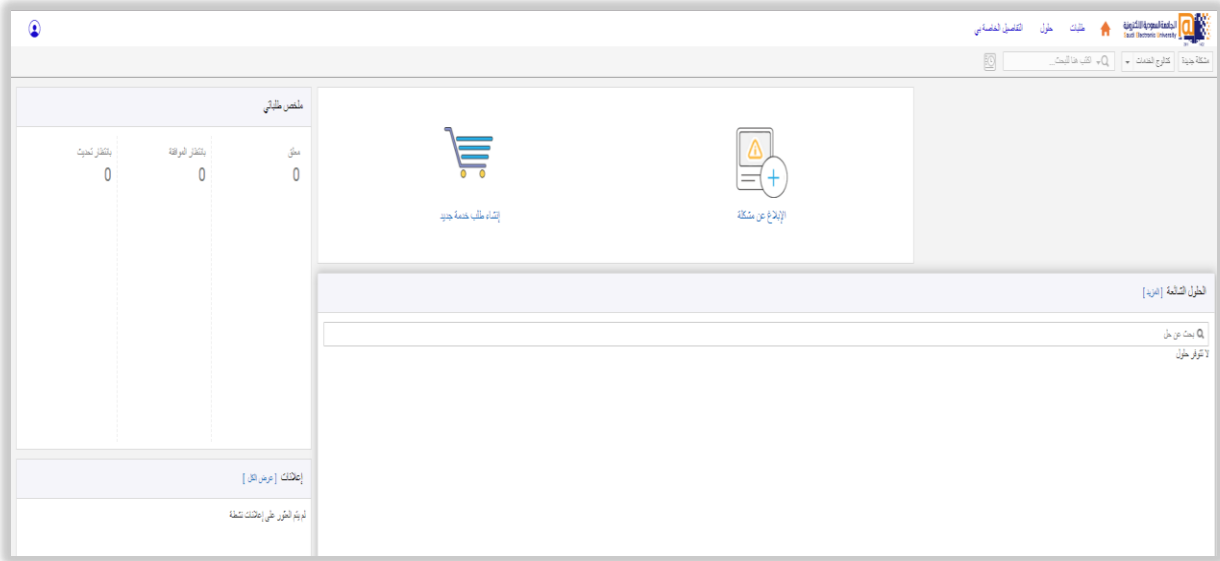 الجامعة السعودية الالكترونية
Saudi Electronic University
طلبات
حلول
التفاصيل الخاصة بي
مشكلة جديدة
كتالوج الخدمات
اكتب هنا للبحث...
ملخص طلباتي
معلق
بانتظار الموافقة
بانتظار تحديث
0
0
0
الإبلاغ عن مشكلة
إنشاء طلب خدمة جديد
الحلول الشائعة [المزيد]
بحث عن حل
لا تتوفر حلول
إعلانات [عرض الكل]
لم يتم العثور على إعلانات نشطة